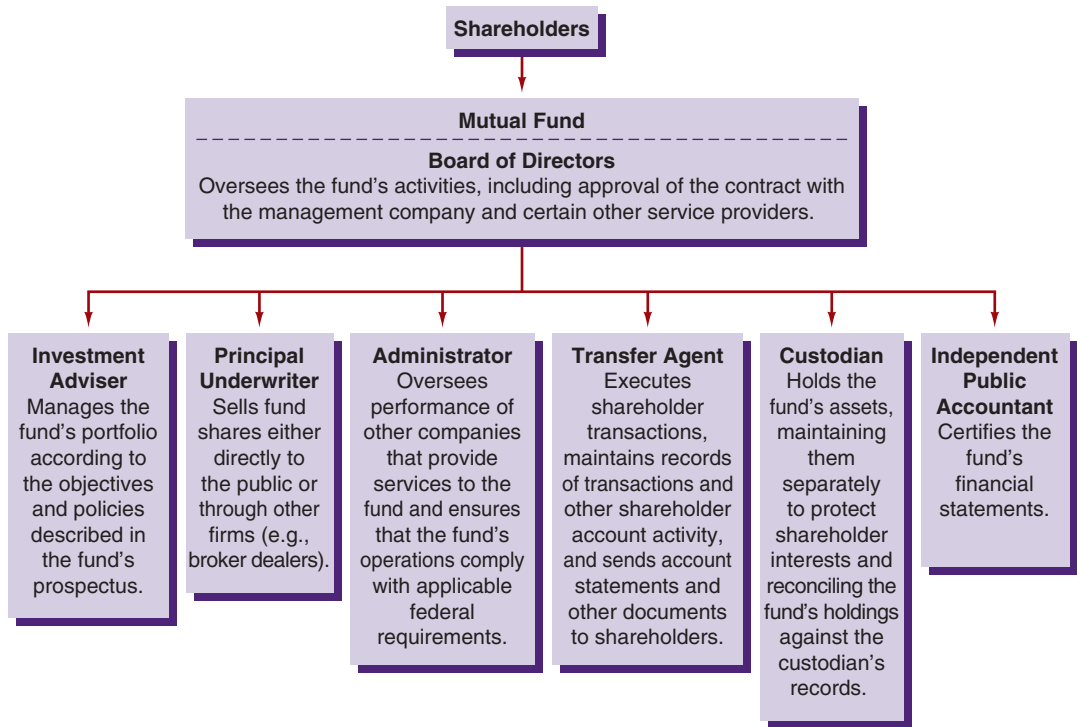 Shareholders
Mutual Fund
Board of Directors
Oversees the fund's activities, including approval of the contract with
the management company and certain other service providers.
Investment
Adviser
Manages the
fund's portfolio
according to
the objectives
and policies
described in
the fund's
prospectus.
Principal
Underwriter
Sells fund
shares either
directly to
the public or
through other
firms (e.g.,
broker dealers).
Administrator
Oversees
performance of
other companies
that provide
services to the
fund and ensures
that the fund's
operations comply
with applicable
federal
requirements.
Transfer Agent
Executes
shareholder
transactions,
maintains records
of transactions and
other shareholder
account activity,
and sends account
statements and
other documents
to shareholders.
Custodian
Holds the
fund's assets,
maintaining
them
separately
to protect
shareholder
interests and
reconciling the
fund's holdings
against the
custodian's
records.
Independent
Public
Accountant
Certifies the
fund's
financial
statements.